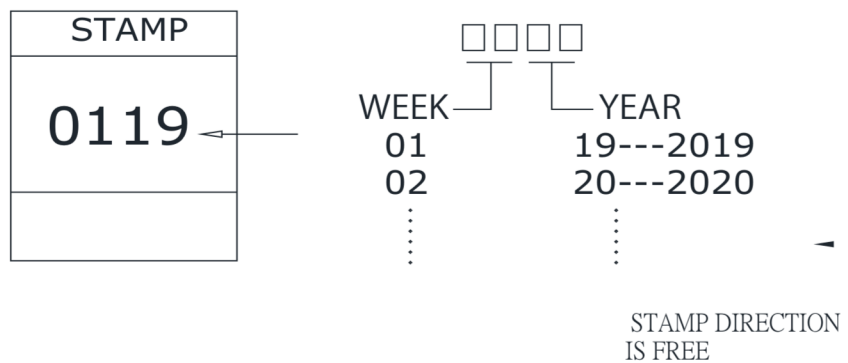 STAMP
0119
□□□□
WEEK YEAR
01 19---2019
02 20---2020
STAMP DIRECTION
IS FREE